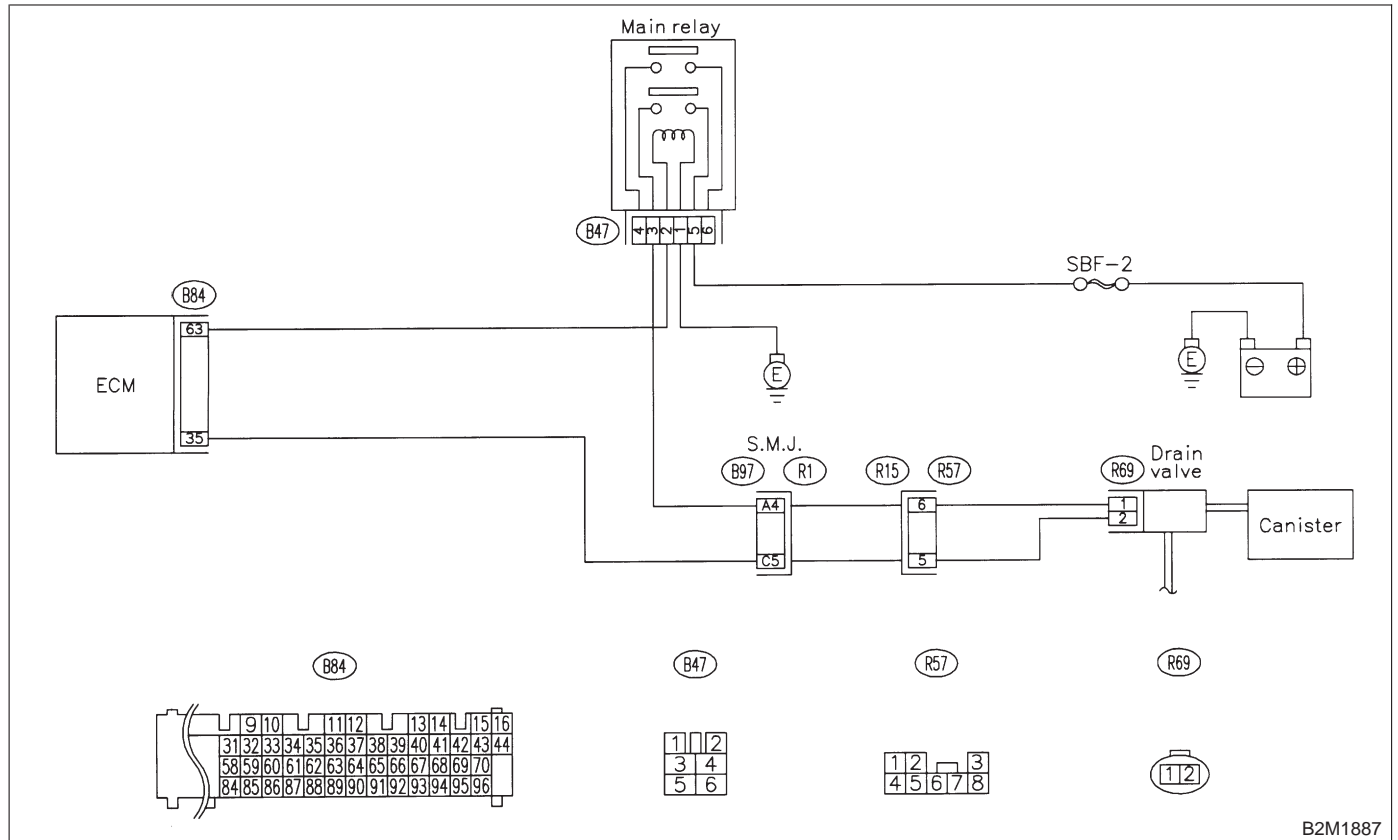 Main relay
B47
4 3 2 1 5 6
SBF-2
B84
63
ECM
35
E
E
S.M.J.
B97 R1 R15 R57 R69
Drain
valve
A4
C5
6
5
1
2
Canister
B84 B47 R57 R69
9 10 11 12 13 14 15 16
31 32 33 34 35 36 37 38 39 40 41 42 43 44
58 59 60 61 62 63 64 65 66 67 68 69 70
84 85 86 87 88 89 90 91 92 93 94 95 96
1 2
3 4
5 6
1 2 3
4 5 6 7 8
1 2
B2M1887